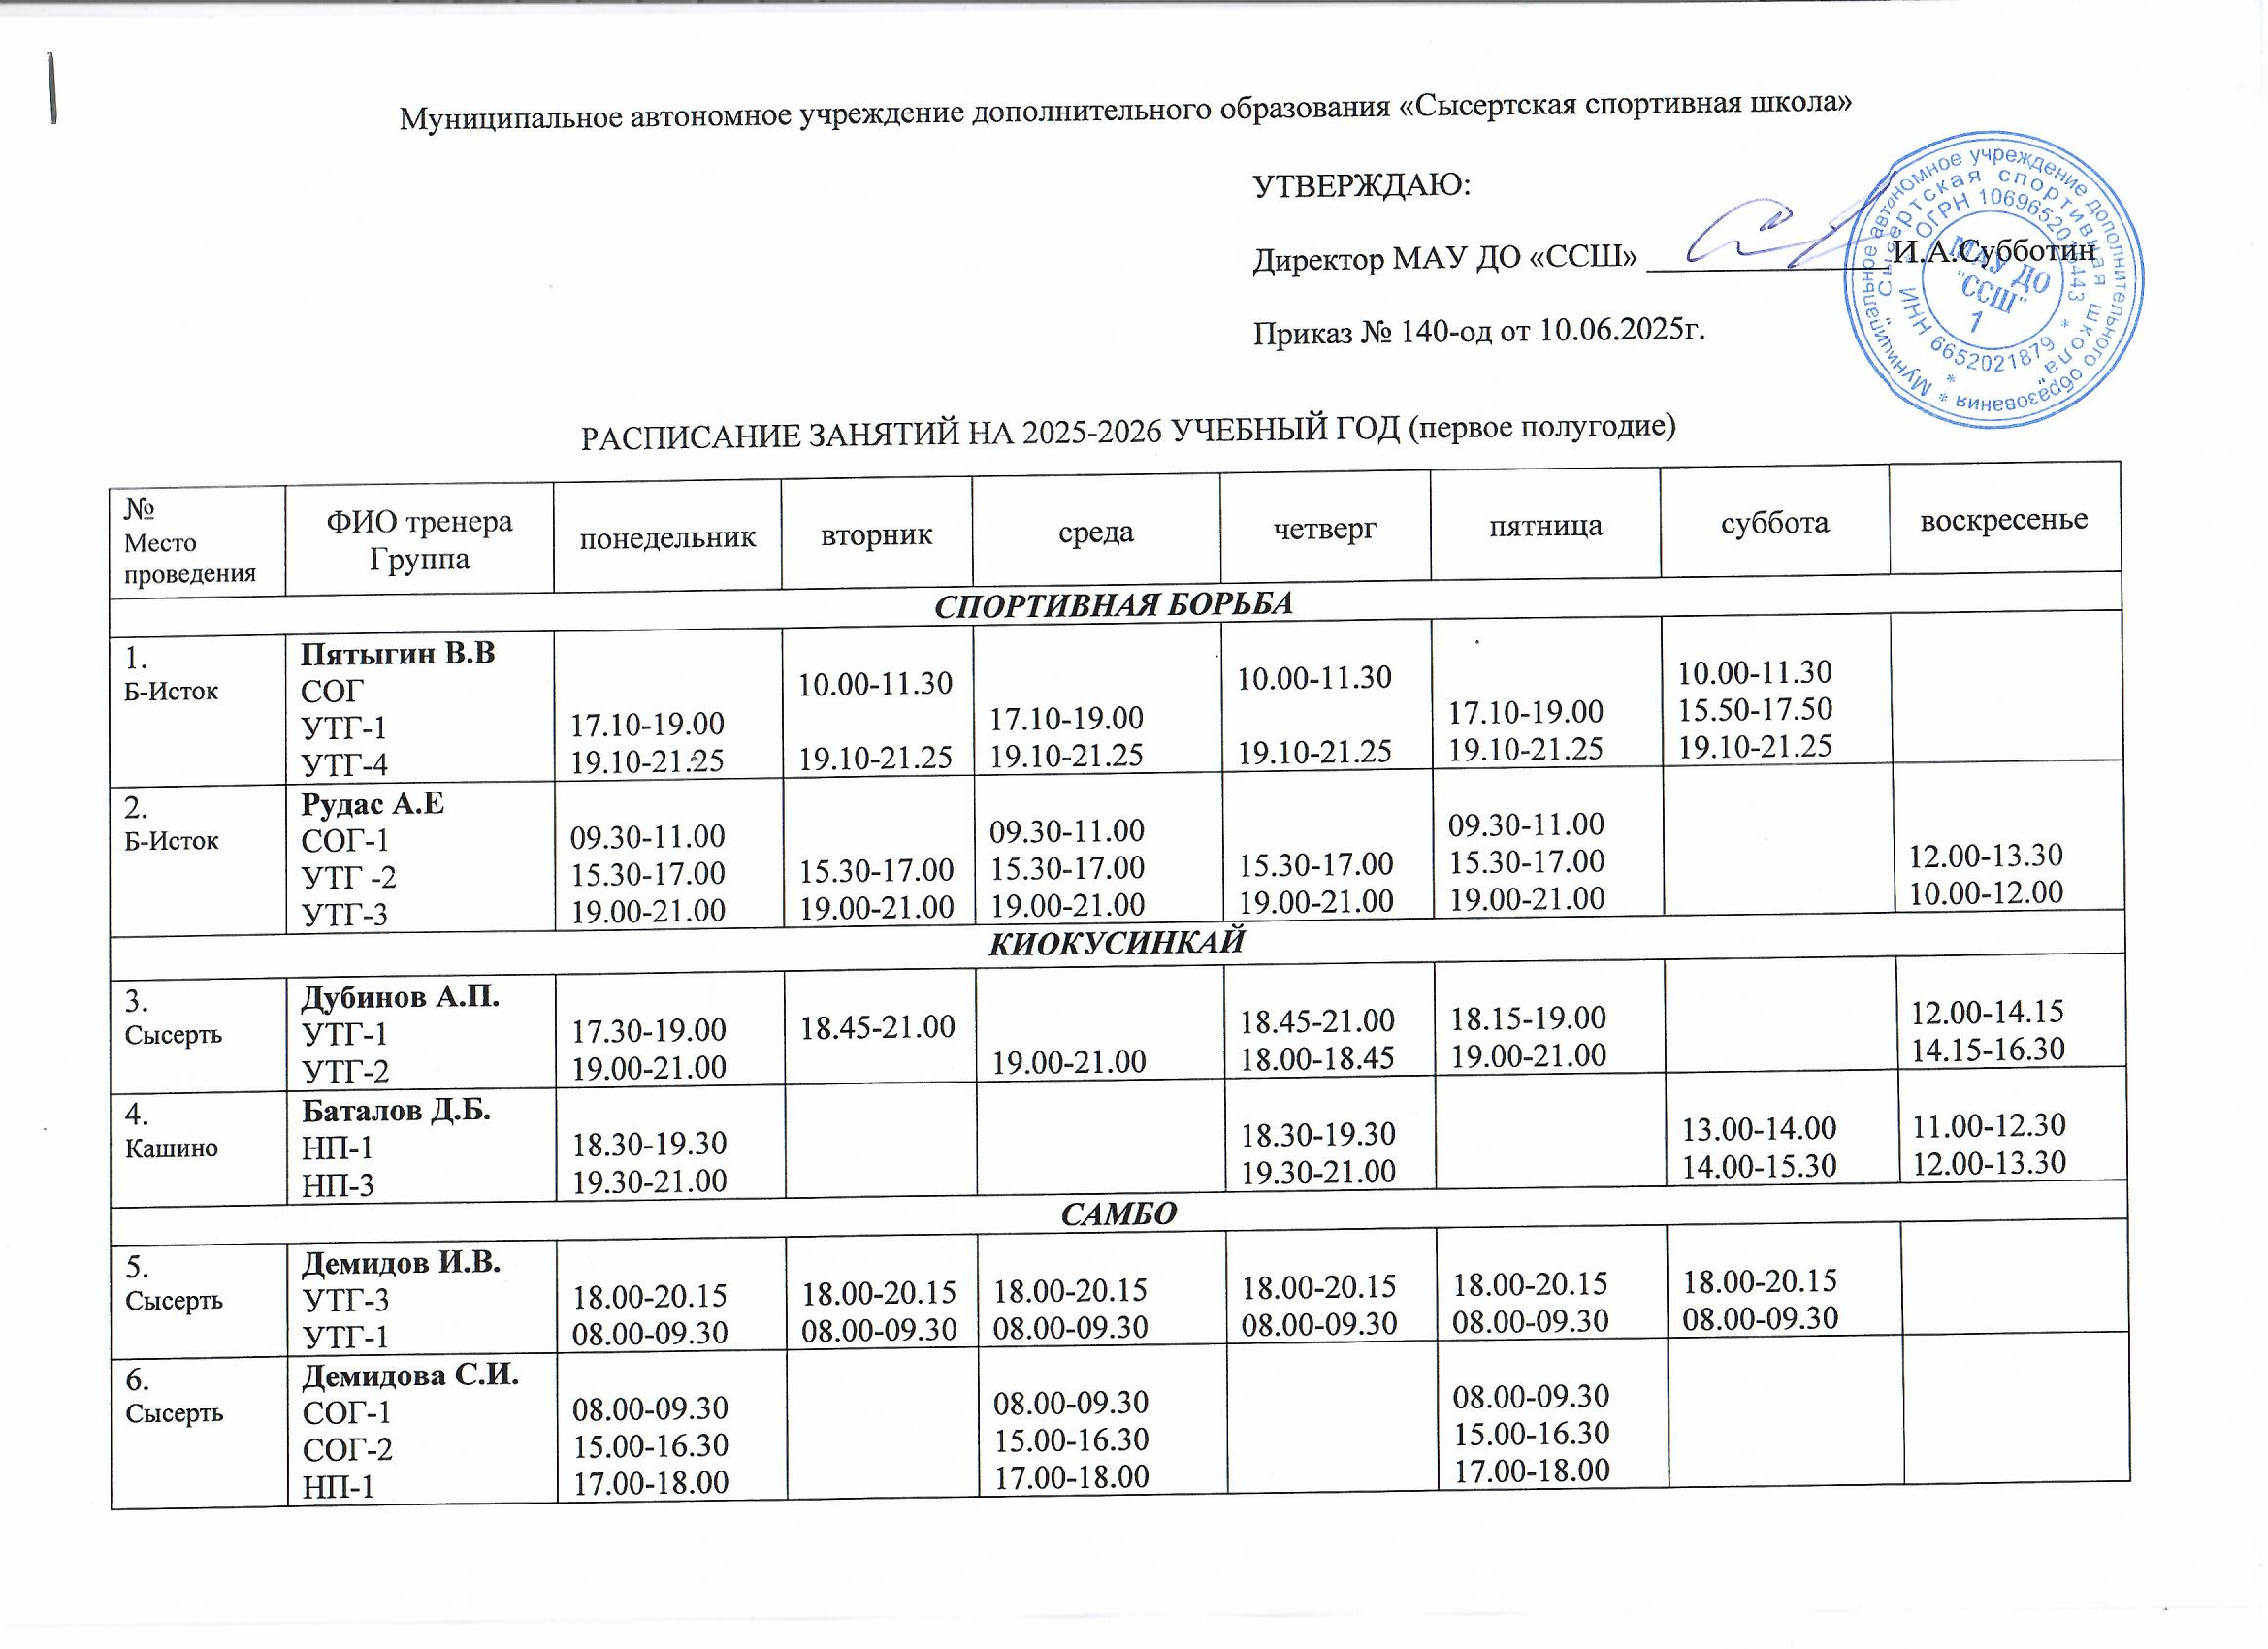 Муниципальное автономное учреждение дополнительного образования «Сысертская спортивная школа»
УТВЕРЖДАЮ:
Директор МАУ ДО «ССШ» ______________И.А.Субботин
Приказ № 140-од от 10.06.2025г.
* Муниципальное автономное учреждение дополнительного образования
"Сысертская спортивная школа"
ИНН 6652021879 *
МАУ ДО
"ССШ"
1
РАСПИСАНИЕ ЗАНЯТИЙ НА 2025-2026 УЧЕБНЫЙ ГОД (первое полугодие)
№ Место проведения ФИО тренера Группа понедельник вторник среда четверг пятница суббота воскресенье
СПОРТИВНАЯ БОРЬБА
1. Пятыгин В.В
Б-Исток СОГ 10.00-11.30 10.00-11.30 10.00-11.30
УТГ-1 17.10-19.00 17.10-19.00 17.10-19.00 15.50-17.50
УТГ-4 19.10-21.25 19.10-21.25 19.10-21.25 19.10-21.25 19.10-21.25 19.10-21.25
2. Рудас А.Е
Б-Исток СОГ-1 09.30-11.00 09.30-11.00 09.30-11.00
УТГ -2 15.30-17.00 15.30-17.00 15.30-17.00 15.30-17.00 15.30-17.00 12.00-13.30
УТГ-3 19.00-21.00 19.00-21.00 19.00-21.00 19.00-21.00 19.00-21.00 10.00-12.00
КИОКУСИНКАЙ
3. Дубинов А.П.
Сысерть УТГ-1 17.30-19.00 18.45-21.00 18.45-21.00 18.15-19.00 12.00-14.15
УТГ-2 19.00-21.00 19.00-21.00 18.00-18.45 19.00-21.00 14.15-16.30
4. Баталов Д.Б.
Кашино НП-1 18.30-19.30 18.30-19.30 13.00-14.00 11.00-12.30
НП-3 19.30-21.00 19.30-21.00 14.00-15.30 12.00-13.30
САМБО
5. Демидов И.В.
Сысерть УТГ-3 18.00-20.15 18.00-20.15 18.00-20.15 18.00-20.15 18.00-20.15 18.00-20.15
УТГ-1 08.00-09.30 08.00-09.30 08.00-09.30 08.00-09.30 08.00-09.30 08.00-09.30
6. Демидова С.И.
Сысерть СОГ-1 08.00-09.30 08.00-09.30 08.00-09.30
СОГ-2 15.00-16.30 15.00-16.30 15.00-16.30
НП-1 17.00-18.00 17.00-18.00 17.00-18.00